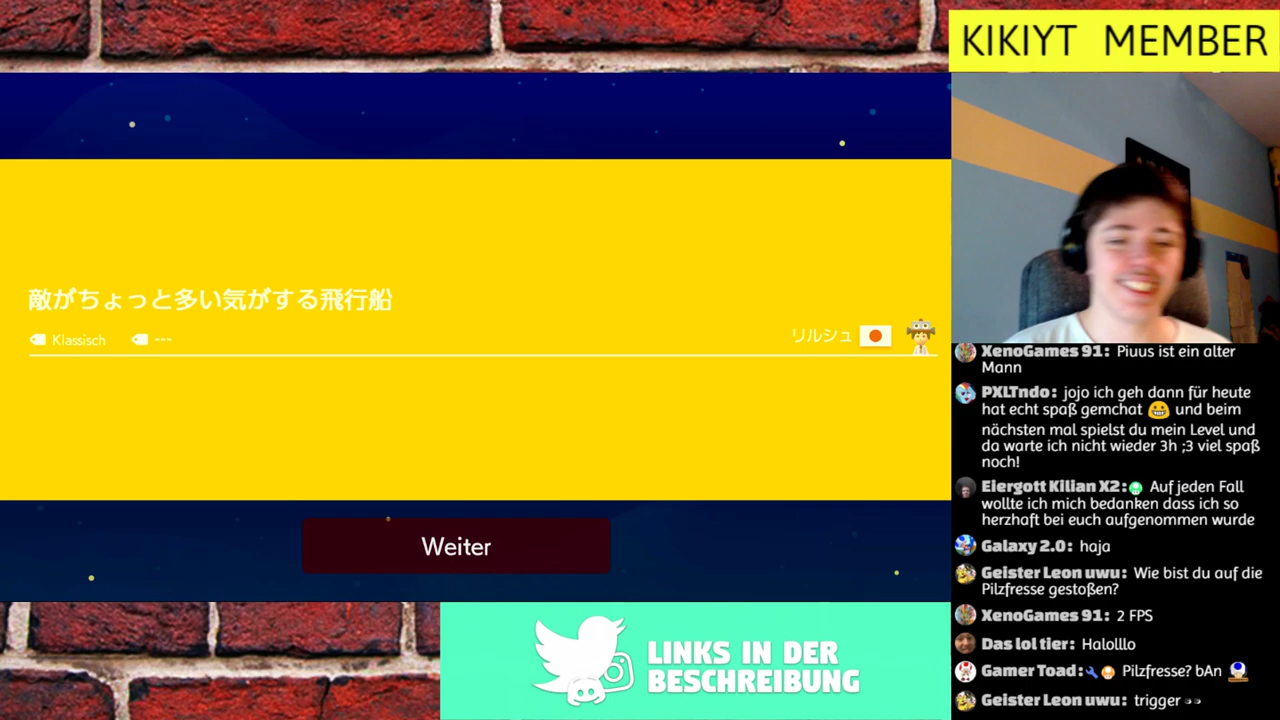 KIKIYT MEMBER
敵がちょっと多い気がする飛行船
Klassisch ---
リルシュ
Weiter
LINKS IN DER
BESCHREIBUNG
XenoGames 91: Piuus ist ein alter
Mann
PXLTndo: jojo ich geh dann für heute
hat echt spaß gemchat 😀 und beim
nächsten mal spielst du mein Level und
da warte ich nicht wieder 3h ;3 viel spaß
noch!
Eiergott Kilian X2: Auf jeden Fall
wollte ich mich bedanken dass ich so
herzhaft bei euch aufgenommen wurde
Galaxy 2.0: haja
Geister Leon uwu: Wie bist du auf die
Pilzfresse gestoßen?
XenoGames 91: 2 FPS
Das lol tier: Halolllo
Gamer Toad: Pilzfresse? bAn
Geister Leon uwu: trigger 👀